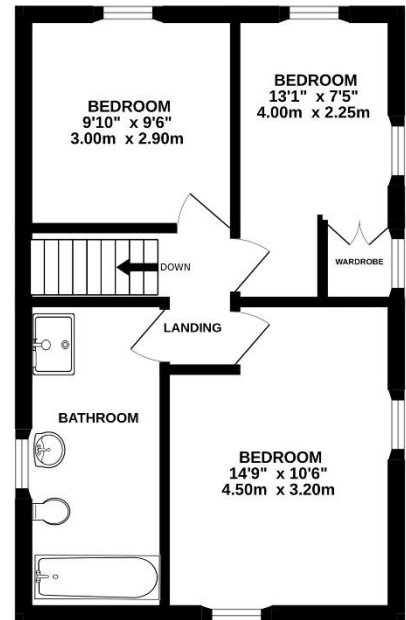 BEDROOM
9'10" x 9'6"
3.00m x 2.90m
BEDROOM
13'1" x 7'5"
4.00m x 2.25m
DOWN
WARDROBE
LANDING
BATHROOM
BEDROOM
14'9" x 10'6"
4.50m x 3.20m